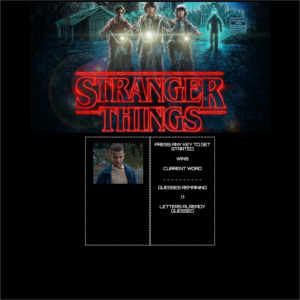 STRANGER
THINGS
PRESS ANY KEY TO GET
STARTED
WINS
CURRENT WORD
_ _ _ _ _ _ _ _
GUESSES REMAINING
LETTERS ALREADY
GUESSED